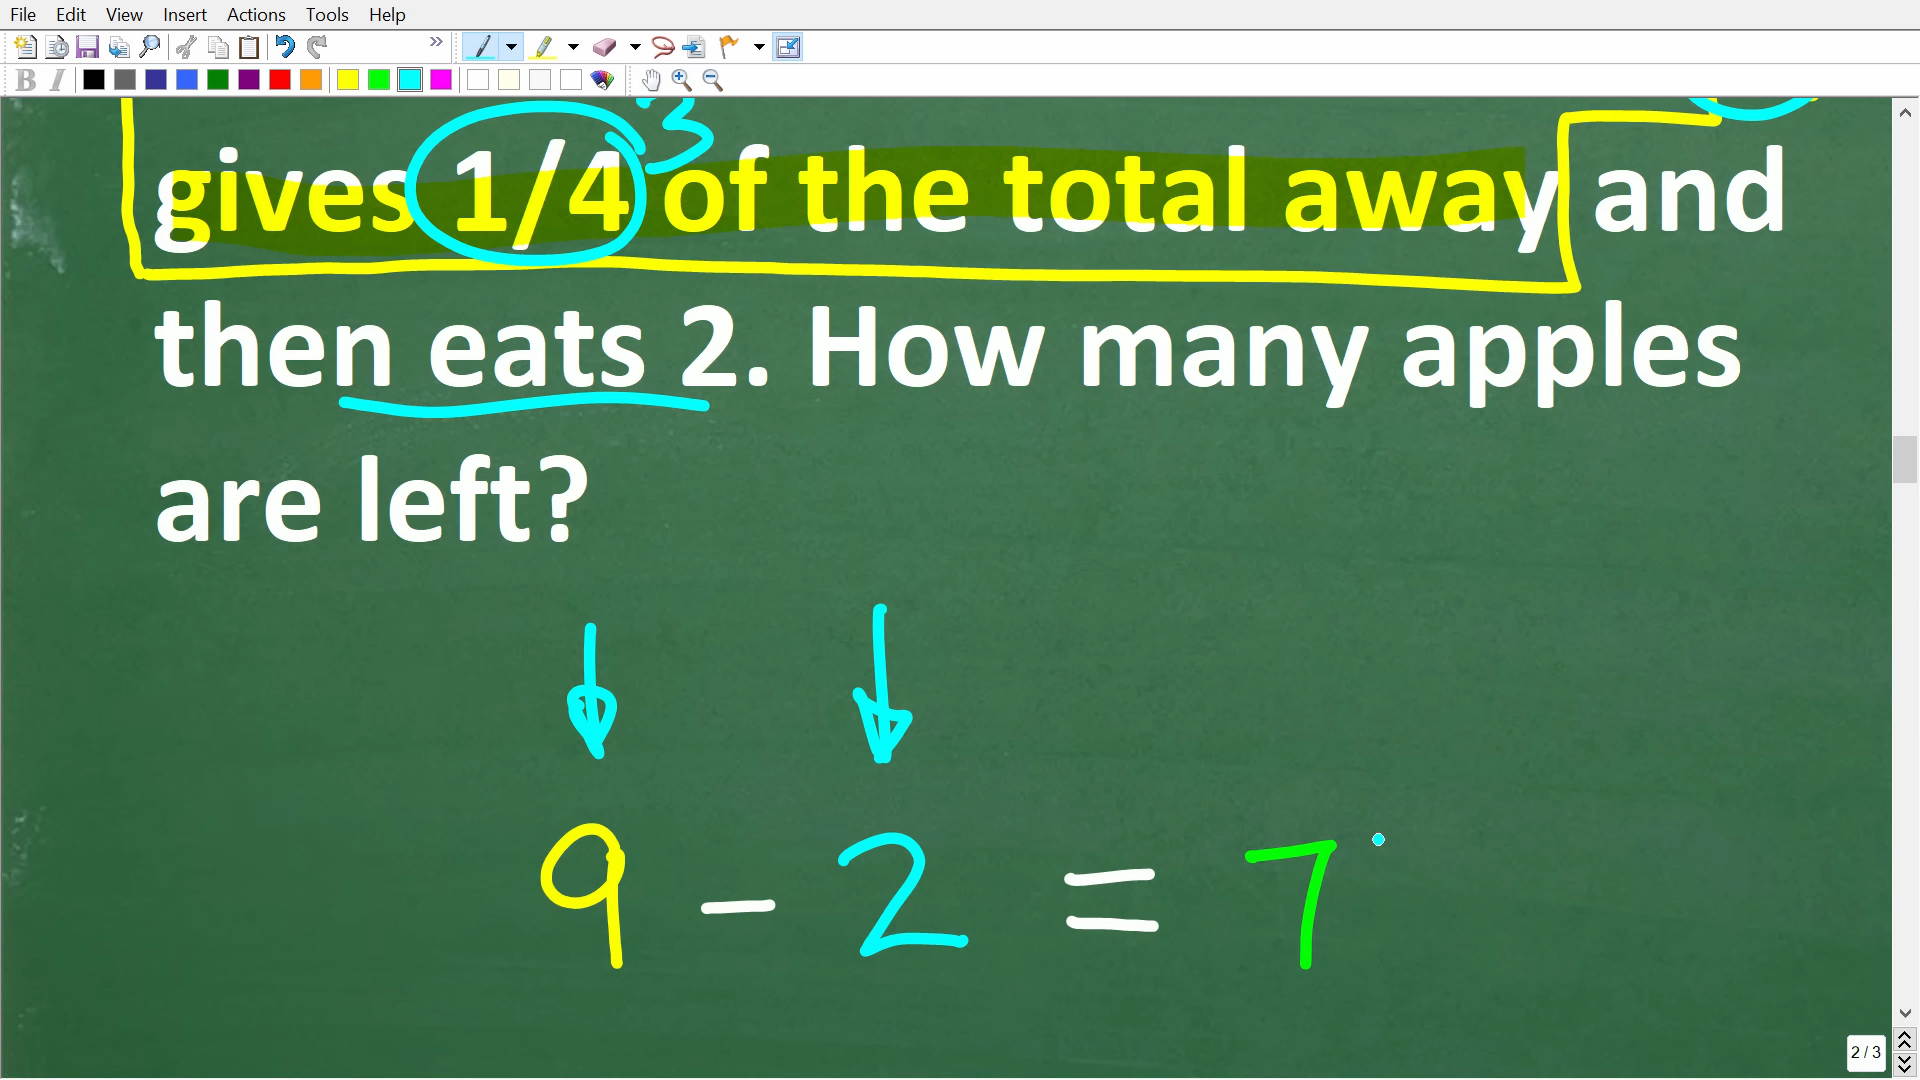 File Edit View Insert Actions Tools Help
B I
3
gives 1/4 of the total away and
then eats 2. How many apples
are left?
9 - 2 = 7
2 / 3